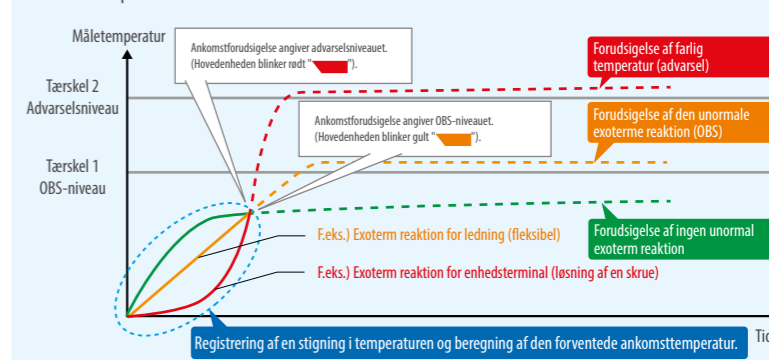 Måletemperatur
Ankomstforudsigelse angiver advarselsniveauet.
(Hovedenheden blinker rødt " ").
Forudsigelse af farlig
temperatur (advarsel)
Tærskel 2
Advarselsniveau
Ankomstforudsigelse angiver OBS-niveauet.
(Hovedenheden blinker gult " ").
Forudsigelse af den unormale
exoterme reaktion (OBS)
Tærskel 1
OBS-niveau
Forudsigelse af ingen unormal
exoterm reaktion
F.eks.) Exoterm reaktion for ledning (fleksibel)
F.eks.) Exoterm reaktion for enhedsterminal (løsning af en skrue)
Registrering af en stigning i temperaturen og beregning af den forventede ankomsttemperatur.